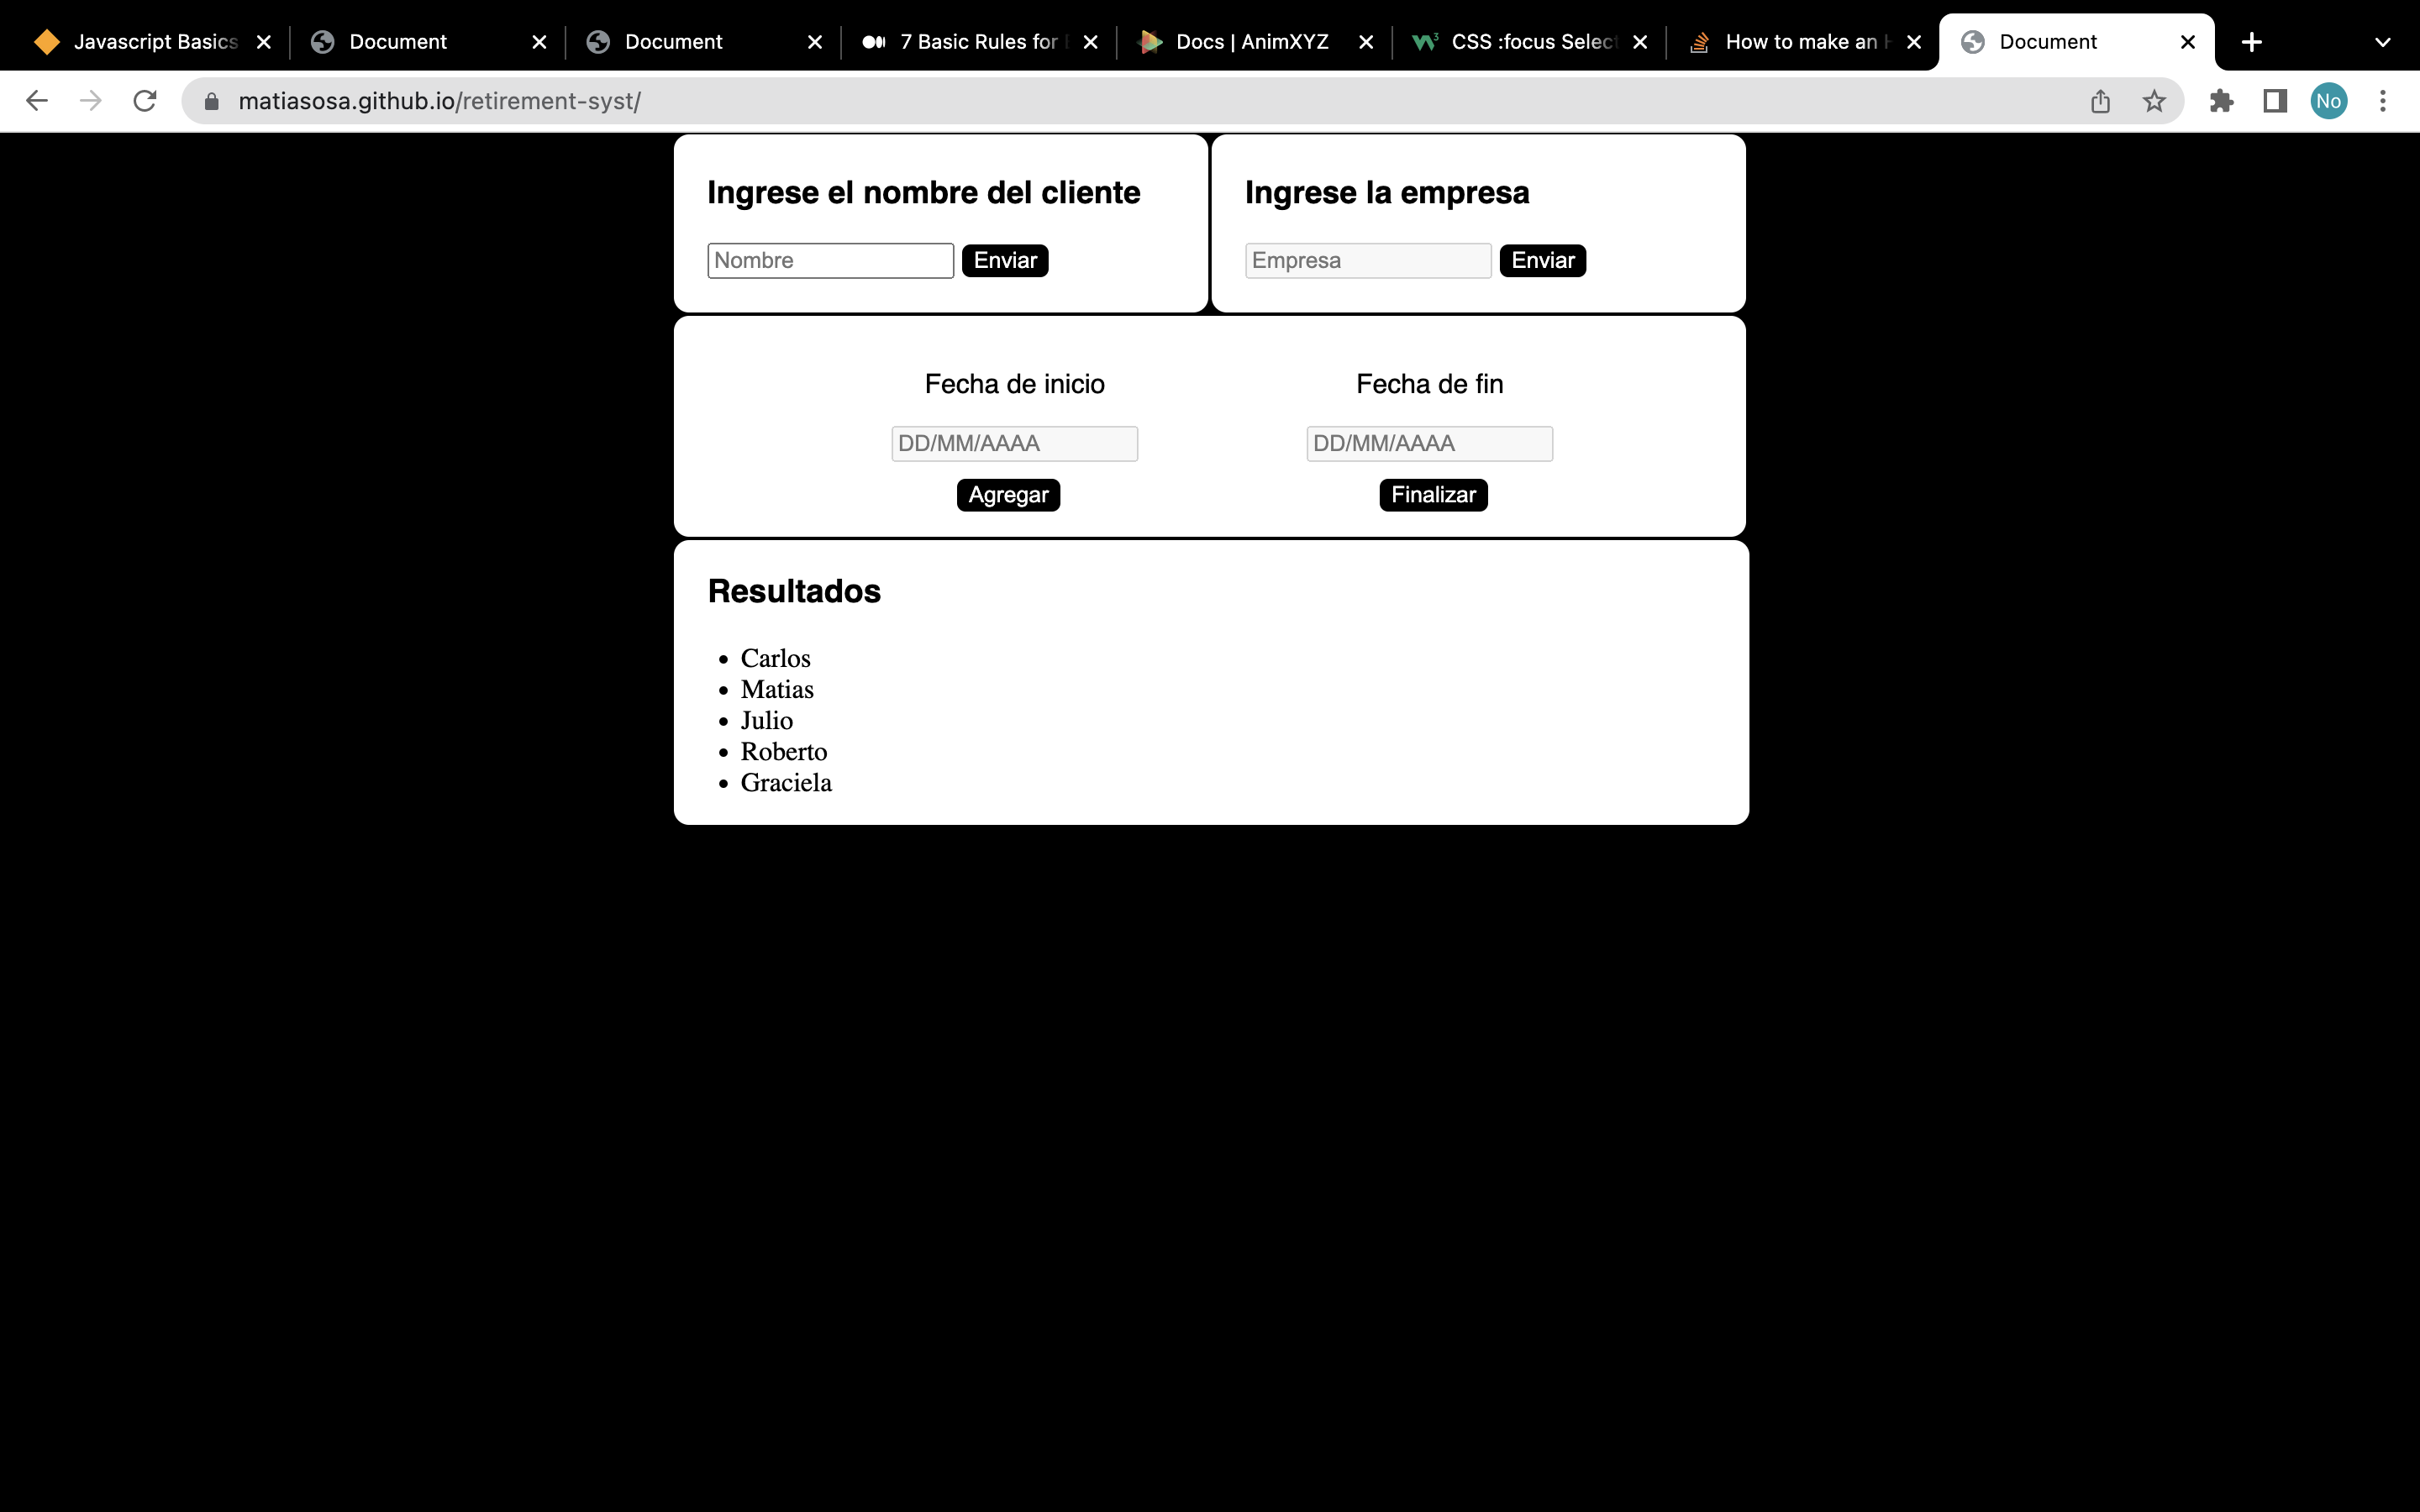 Javascript Basics
Document
Document
7 Basic Rules for
Docs | AnimXYZ
CSS :focus Select
How to make an
Document
matiasosa.github.io/retirement-syst/
No
Ingrese el nombre del cliente
Nombre
Enviar
Ingrese la empresa
Empresa
Enviar
Fecha de inicio
Fecha de fin
DD/MM/AAAA
DD/MM/AAAA
Agregar
Finalizar
Resultados
Carlos
Matias
Julio
Roberto
Graciela